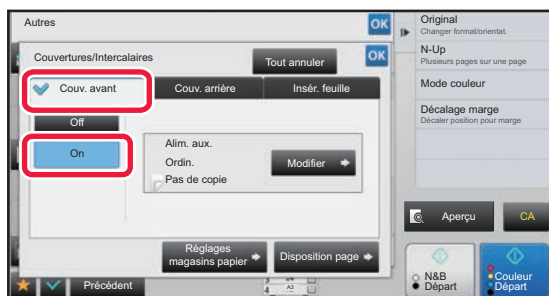 Autres
OK
Couvertures/Intercalaires
Tout annuler
OK
Couv. avant
Couv. arrière
Insér. feuille
Off
On
Alim. aux.
Ordin.
Pas de copie
Modifier
Réglages
magasins papier
Disposition page
Précédent
A3
4
Original
Changer format/orientat.
N-Up
Plusieurs pages sur une page
Mode couleur
Décalage marge
Décaler position pour marge
Aperçu
CA
N&B
Départ
Couleur
Départ